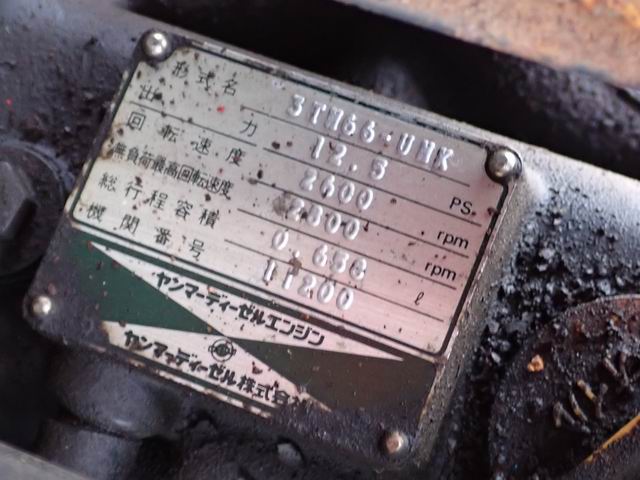 形式名 3TN66-UMK
出力 12.5 PS
回転速度 2600 rpm
無負荷最高回転速度 2800 rpm
総行程容積 0.658 ℓ
機関番号 11200
ヤンマーディーゼルエンジン
ヤンマーディーゼル株式会社